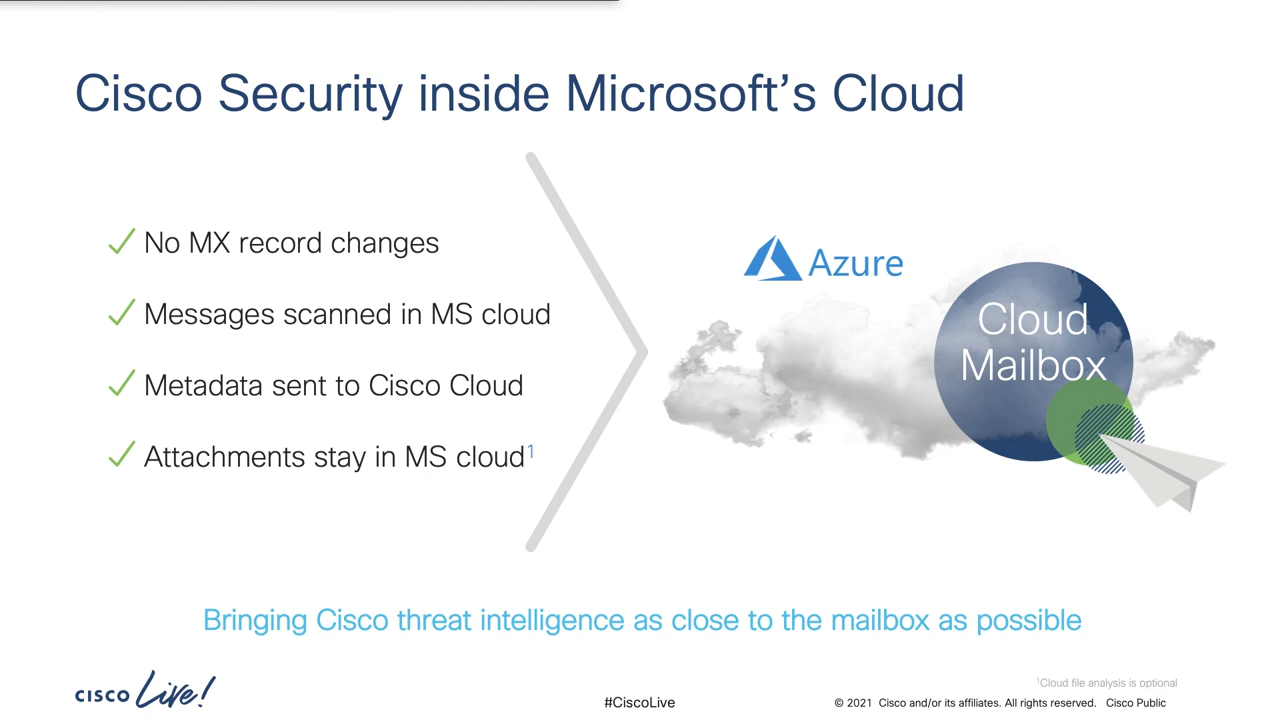 Cisco Security inside Microsoft's Cloud
No MX record changes
Messages scanned in MS cloud
Metadata sent to Cisco Cloud
Attachments stay in MS cloud¹
Azure
Cloud
Mailbox
Bringing Cisco threat intelligence as close to the mailbox as possible
¹Cloud file analysis is optional
CISCO Live!
#CiscoLive
© 2021 Cisco and/or its affiliates. All rights reserved. Cisco Public